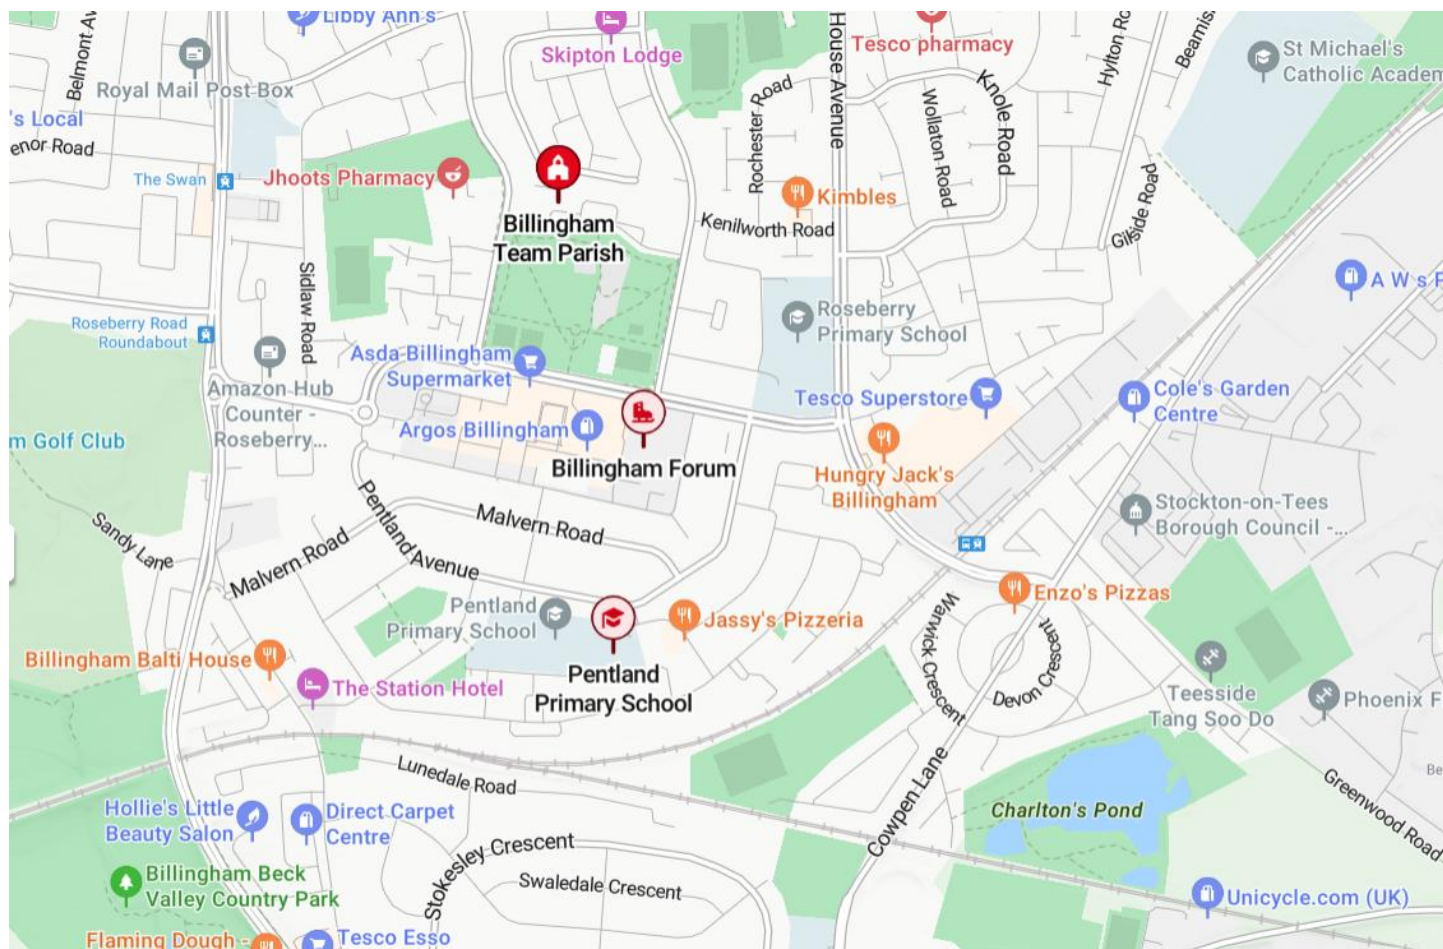 Libby Ann's
Skipton Lodge
Tesco pharmacy
House Avenue
Belmont Av
Hylton Rd
Beamis
St Michael's
Catholic Academ
Royal Mail Post Box
's Local
enor Road
The Swan
Jhoots Pharmacy
Rochester Road
Wollaton Road
Knole Road
Kimbles
Kenilworth Road
Gilside Road
Billingham
Team Parish
Sidlaw Road
Roseberry Road
Roundabout
Roseberry
Primary School
A W s F
Asda Billingham
Supermarket
Amazon Hub
Counter -
Roseberry...
Tesco Superstore
Cole's Garden
Centre
m Golf Club
Argos Billingham
Billingham Forum
Hungry Jack's
Billingham
Stockton-on-Tees
Borough Council -...
Pentland Avenue
Malvern Road
Sandy Lane
Malvern Road
Enzo's Pizzas
Pentland
Primary School
Jassy's Pizzeria
Warwick Crescent
Devon Crescent
Billingham Balti House
The Station Hotel
Pentland
Primary School
Teesside
Tang Soo Do
Phoenix F
Lunedale Road
Cowpen Lane
Be
Greenwood Road
Charlton's Pond
Hollie's Little
Beauty Salon
Direct Carpet
Centre
Stokesley Crescent
Swaledale Crescent
Billingham Beck
Valley Country Park
Unicycle.com (UK)
Flaming Dough -
Tesco Esso